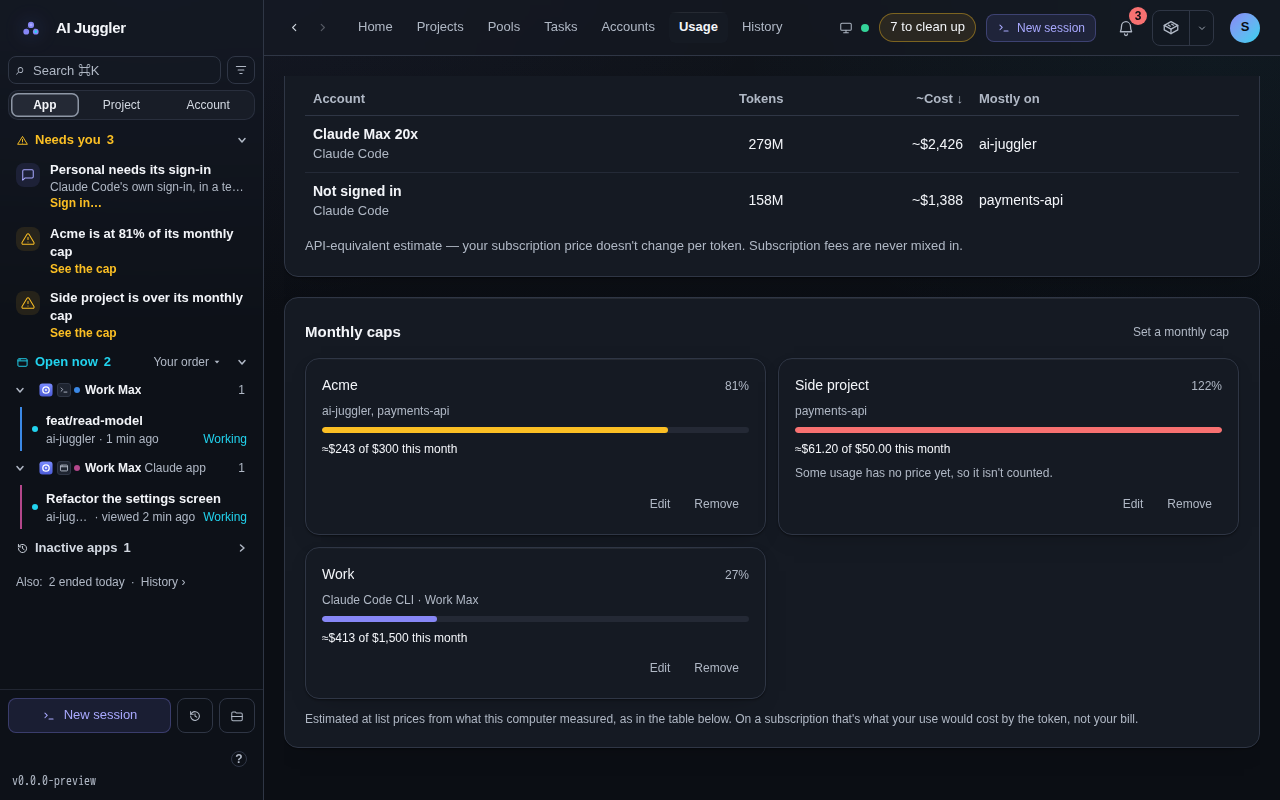 AI Juggler
Search ⌘K
App Project Account
Needs you 3
Personal needs its sign-in
Claude Code's own sign-in, in a te…
Sign in…
Acme is at 81% of its monthly
cap
See the cap
Side project is over its monthly
cap
See the cap
Open now 2 Your order
Work Max 1
feat/read-model
ai-juggler · 1 min ago Working
Work Max Claude app 1
Refactor the settings screen
ai-jug… · viewed 2 min ago Working
Inactive apps 1
Also: 2 ended today · History ›
New session
?
v0.0.0-preview
Home Projects Pools Tasks Accounts Usage History
7 to clean up
New session
3
S
Account Tokens ~Cost ↓ Mostly on
Claude Max 20x
Claude Code
279M ~$2,426 ai-juggler
Not signed in
Claude Code
158M ~$1,388 payments-api
API-equivalent estimate — your subscription price doesn't change per token. Subscription fees are never mixed in.
Monthly caps Set a monthly cap
Acme 81%
ai-juggler, payments-api
≈$243 of $300 this month
Edit Remove
Side project 122%
payments-api
≈$61.20 of $50.00 this month
Some usage has no price yet, so it isn't counted.
Edit Remove
Work 27%
Claude Code CLI · Work Max
≈$413 of $1,500 this month
Edit Remove
Estimated at list prices from what this computer measured, as in the table below. On a subscription that's what your use would cost by the token, not your bill.